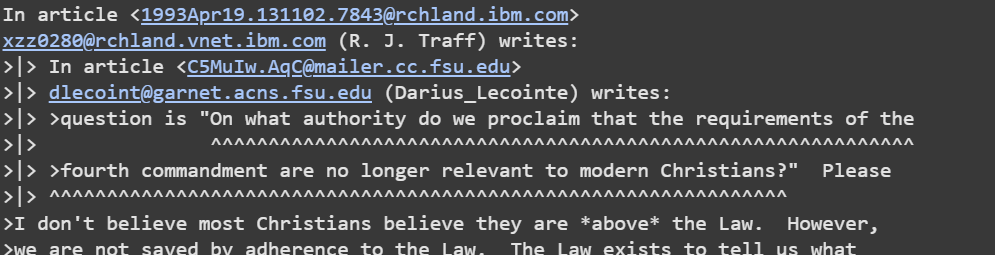 In article <1993Apr19.131102.7843@rchland.ibm.com>
xzz0280@rchland.vnet.ibm.com (R. J. Traff) writes:
>|> In article <C5MuIw.AqC@mailer.cc.fsu.edu>
>|> dlecoint@garnet.acns.fsu.edu (Darius_Lecointe) writes:
>|> >question is "On what authority do we proclaim that the requirements of the
>|>              ^^^^^^^^^^^^^^^^^^^^^^^^^^^^^^^^^^^^^^^^^^^^^^^^^^^^^^^^^^^^^
>|> >fourth commandment are no longer relevant to modern Christians?"  Please
>|> ^^^^^^^^^^^^^^^^^^^^^^^^^^^^^^^^^^^^^^^^^^^^^^^^^^^^^^^^^^^^^^^^
>I don't believe most Christians believe they are *above* the Law.  However,
>we are not saved by adherence to the Law.  The Law exists to tell us what